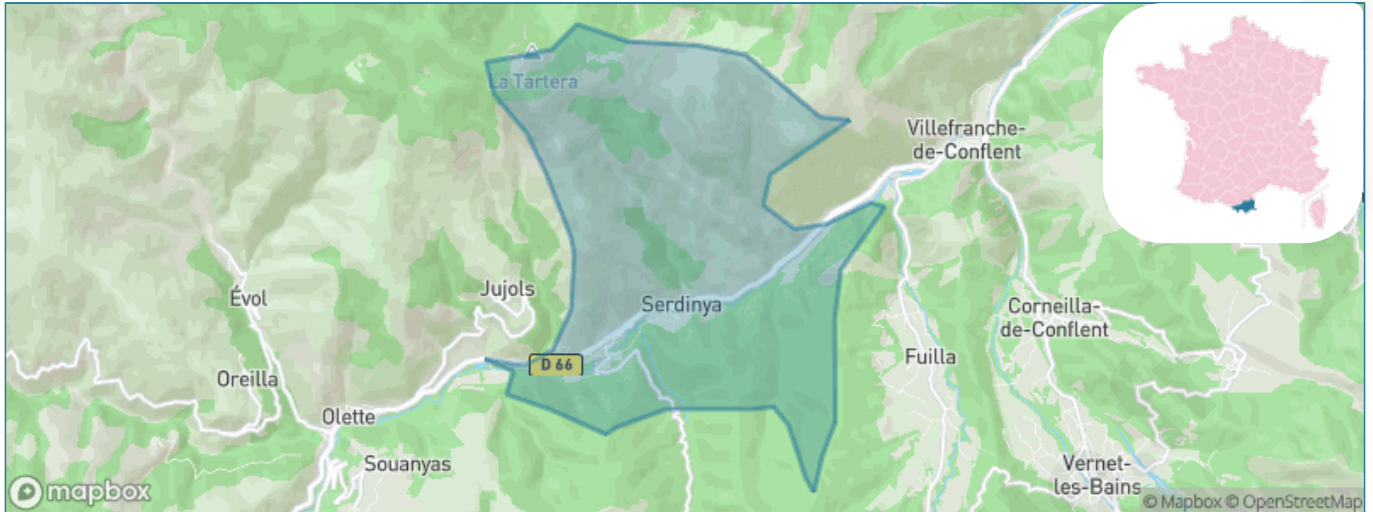 La Tartera
Villefranche-
de-Conflent
Jujols
Évol
Serdinya
Corneilla-
de-Conflent
D 66
Fuilla
Oreilla
Olette
Souanyas
Vernet-
les-Bains
mapbox
© Mapbox © OpenStreetMap